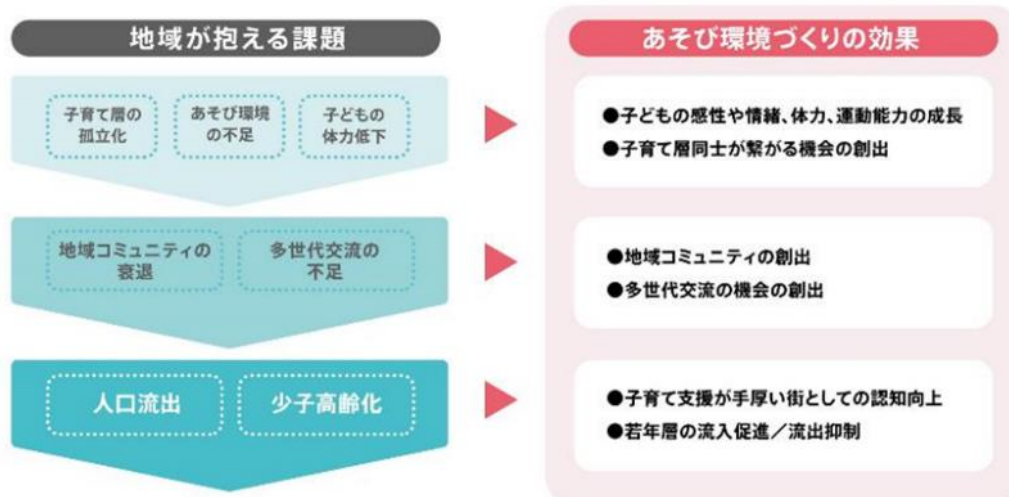 地域が抱える課題
あそび環境づくりの効果
子育て層の
孤立化
あそび環境
の不足
子どもの
体力低下
●子どもの感性や情緒、体力、運動能力の成長
●子育て層同士が繋がる機会の創出
地域コミュニティの
衰退
多世代交流の
不足
●地域コミュニティの創出
●多世代交流の機会の創出
人口流出
少子高齢化
●子育て支援が手厚い街としての認知向上
●若年層の流入促進／流出抑制